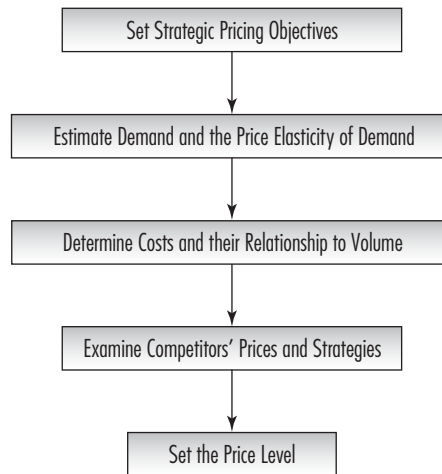 Set Strategic Pricing Objectives
Estimate Demand and the Price Elasticity of Demand
Determine Costs and their Relationship to Volume
Examine Competitors' Prices and Strategies
Set the Price Level